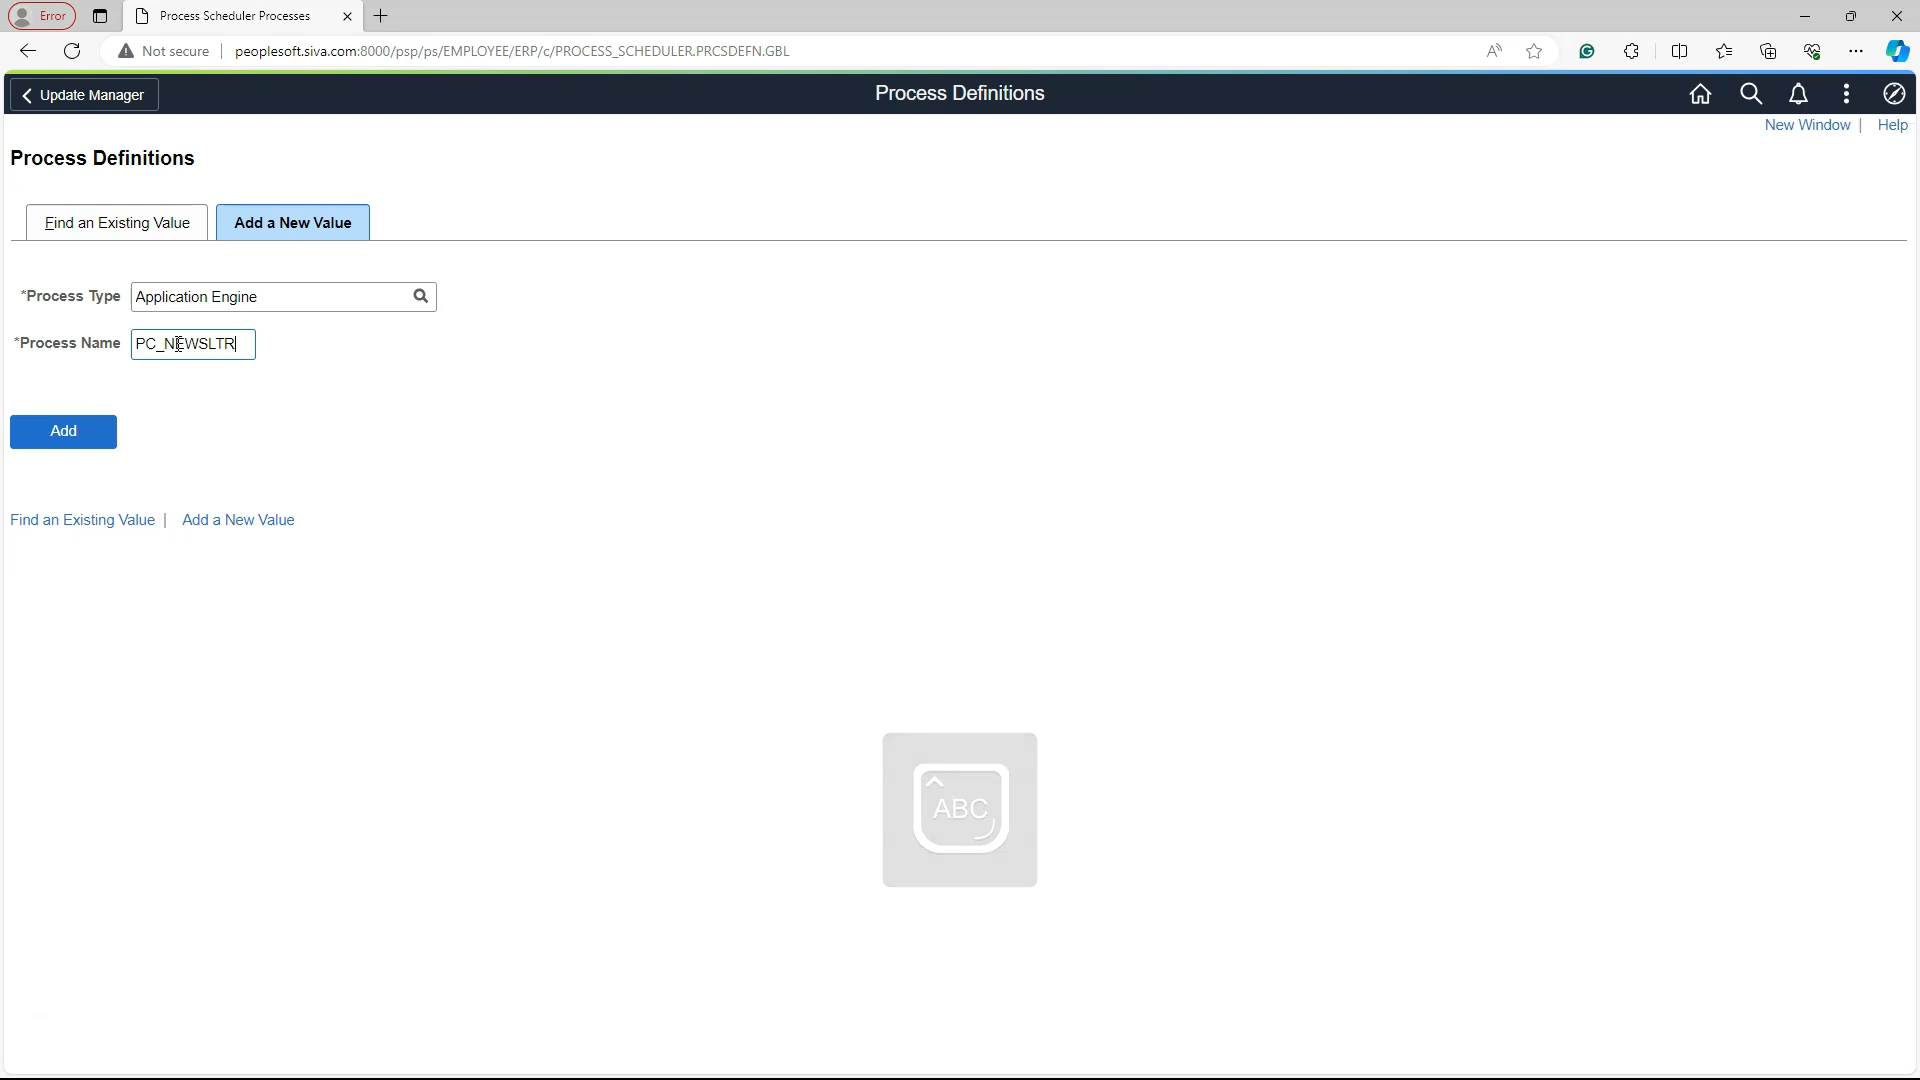 Error
Process Scheduler Processes
Not secure
peoplesoft.siva.com:8000/psp/ps/EMPLOYEE/ERP/c/PROCESS_SCHEDULER.PRCSDEFN.GBL
Update Manager
Process Definitions
New Window | Help
Process Definitions
Find an Existing Value
Add a New Value
*Process Type Application Engine
*Process Name PC_NEWSLTR
Add
Find an Existing Value | Add a New Value
ABC